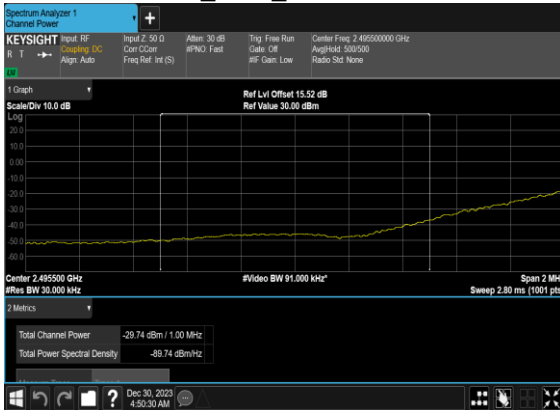 Spectrum Analyzer 1
Channel Power
+
KEYSIGHT
R T
Input: RF
Coupling: DC
Align: Auto
Input Z: 50 Ω
Corr CCorr
Freq Ref: Int (S)
Atten: 30 dB
#PNO: Fast
Trig: Free Run
Gate: Off
#IF Gain: Low
Center Freq: 2.495500000 GHz
Avg|Hold: 500/500
Radio Std: None
1 Graph
Scale/Div 10.0 dB
Ref Lvl Offset 15.52 dB
Ref Value 30.00 dBm
Log
20.0
10.0
0.00
-10.0
-20.0
-30.0
-40.0
-50.0
-60.0
Center 2.495500 GHz
#Res BW 30.000 kHz
#Video BW 91.000 kHz*
Span 2 MH
Sweep 2.80 ms (1001 pts
2 Metrics
Total Channel Power
-29.74 dBm / 1.00 MHz
Total Power Spectral Density
-89.74 dBm/Hz
?
Dec 30, 2023
4:50:30 AM